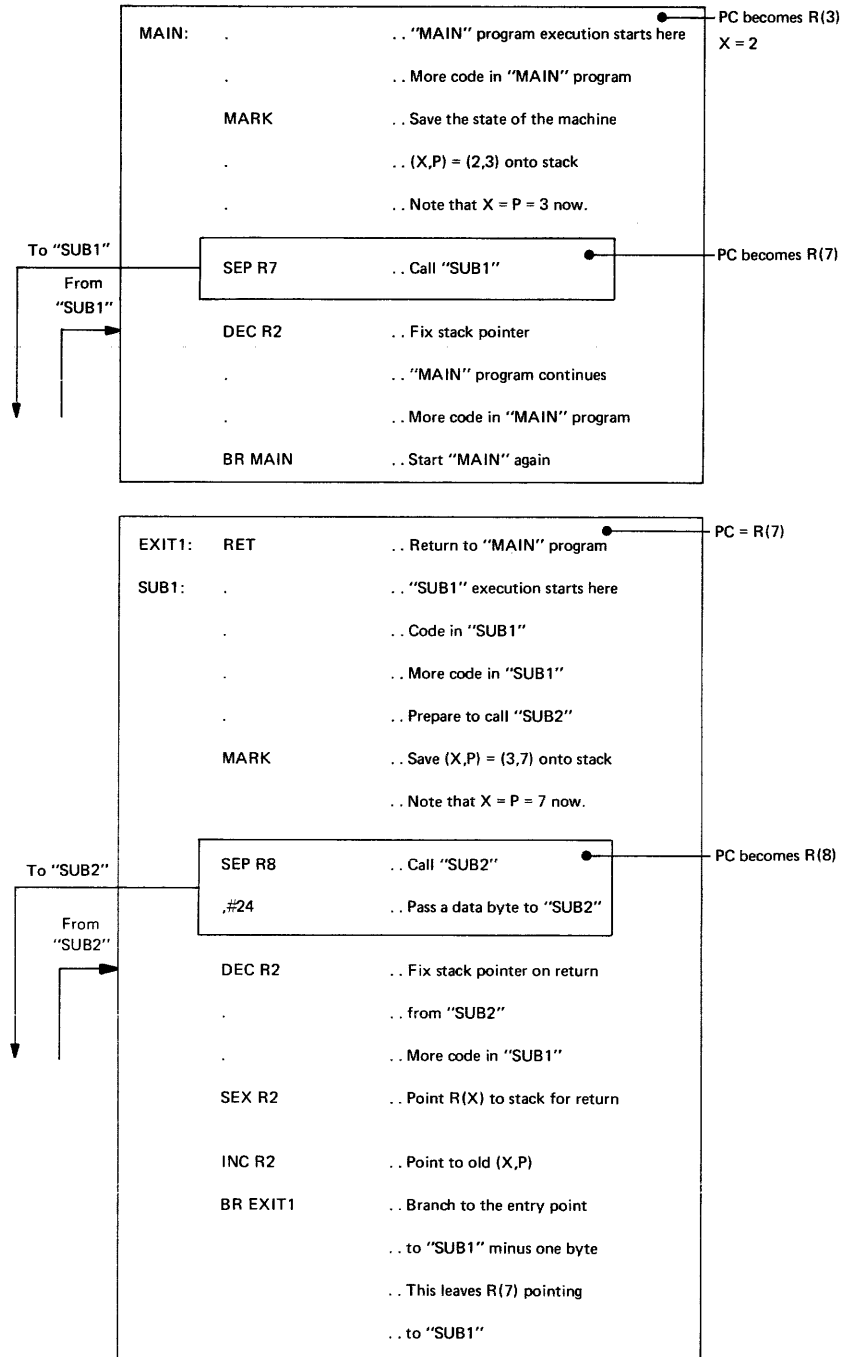 PC becomes R(3)
MAIN: . . . "MAIN" program execution starts here
X = 2
. . . More code in "MAIN" program
MARK . . Save the state of the machine
. . . (X,P) = (2,3) onto stack
. . . Note that X = P = 3 now.
To "SUB1"
SEP R7 . . Call "SUB1"
PC becomes R(7)
From
"SUB1"
DEC R2 . . Fix stack pointer
. . . "MAIN" program continues
. . . More code in "MAIN" program
BR MAIN . . Start "MAIN" again
EXIT1: RET . . Return to "MAIN" program
PC = R(7)
SUB1: . . . "SUB1" execution starts here
. . . Code in "SUB1"
. . . More code in "SUB1"
. . . Prepare to call "SUB2"
MARK . . Save (X,P) = (3,7) onto stack
. . Note that X = P = 7 now.
To "SUB2"
SEP R8 . . Call "SUB2"
PC becomes R(8)
,#24 . . Pass a data byte to "SUB2"
From
"SUB2"
DEC R2 . . Fix stack pointer on return
. . . from "SUB2"
. . . More code in "SUB1"
SEX R2 . . Point R(X) to stack for return
INC R2 . . Point to old (X,P)
BR EXIT1 . . Branch to the entry point
. . to "SUB1" minus one byte
. . This leaves R(7) pointing
. . to "SUB1"